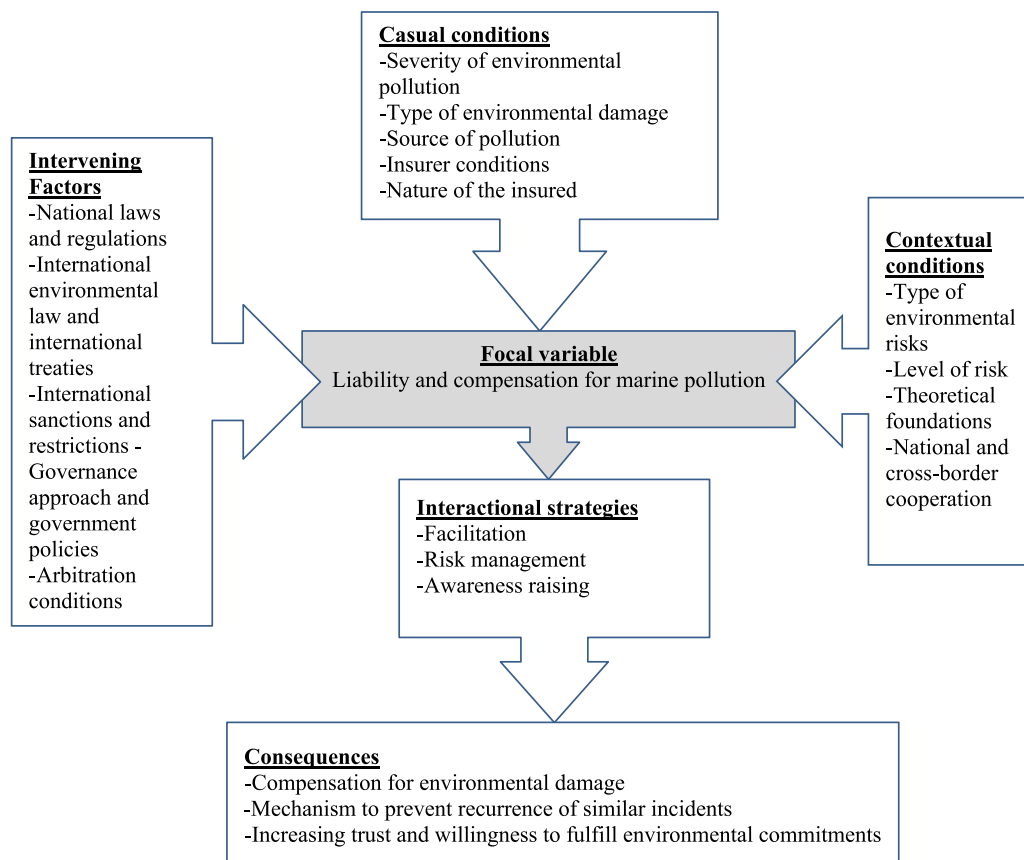 Casual conditions
-Severity of environmental
pollution
-Type of environmental damage
-Source of pollution
-Insurer conditions
-Nature of the insured
Intervening
Factors
-National laws
and regulations
-International
environmental
law and
international
treaties
-International
sanctions and
restrictions -
Governance
approach and
government
policies
-Arbitration
conditions
Contextual
conditions
-Type of
environmental
risks
-Level of risk
-Theoretical
foundations
-National and
cross-border
cooperation
Focal variable
Liability and compensation for marine pollution
Interactional strategies
-Facilitation
-Risk management
-Awareness raising
Consequences
-Compensation for environmental damage
-Mechanism to prevent recurrence of similar incidents
-Increasing trust and willingness to fulfill environmental commitments